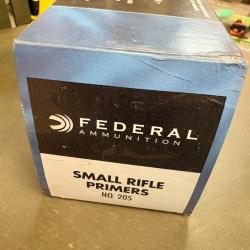 FEDERAL
AMMUNITION
SMALL RIFLE
PRIMERS
NO. 205